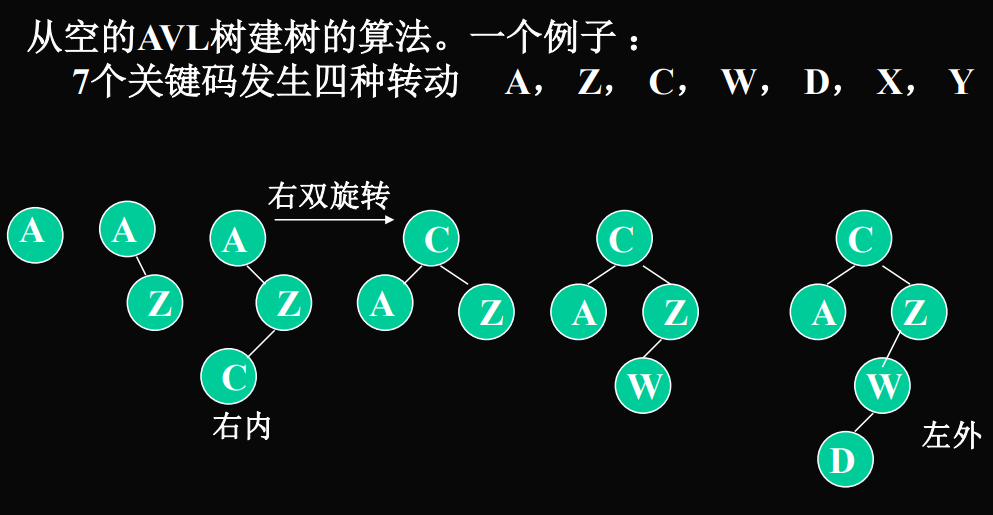 从空的AVL树建树的算法。一个例子：
7个关键码发生四种转动 A， Z， C， W， D， X， Y
右双旋转
A A A C C C
Z Z A Z A Z A Z
C W W
右内 左外
D